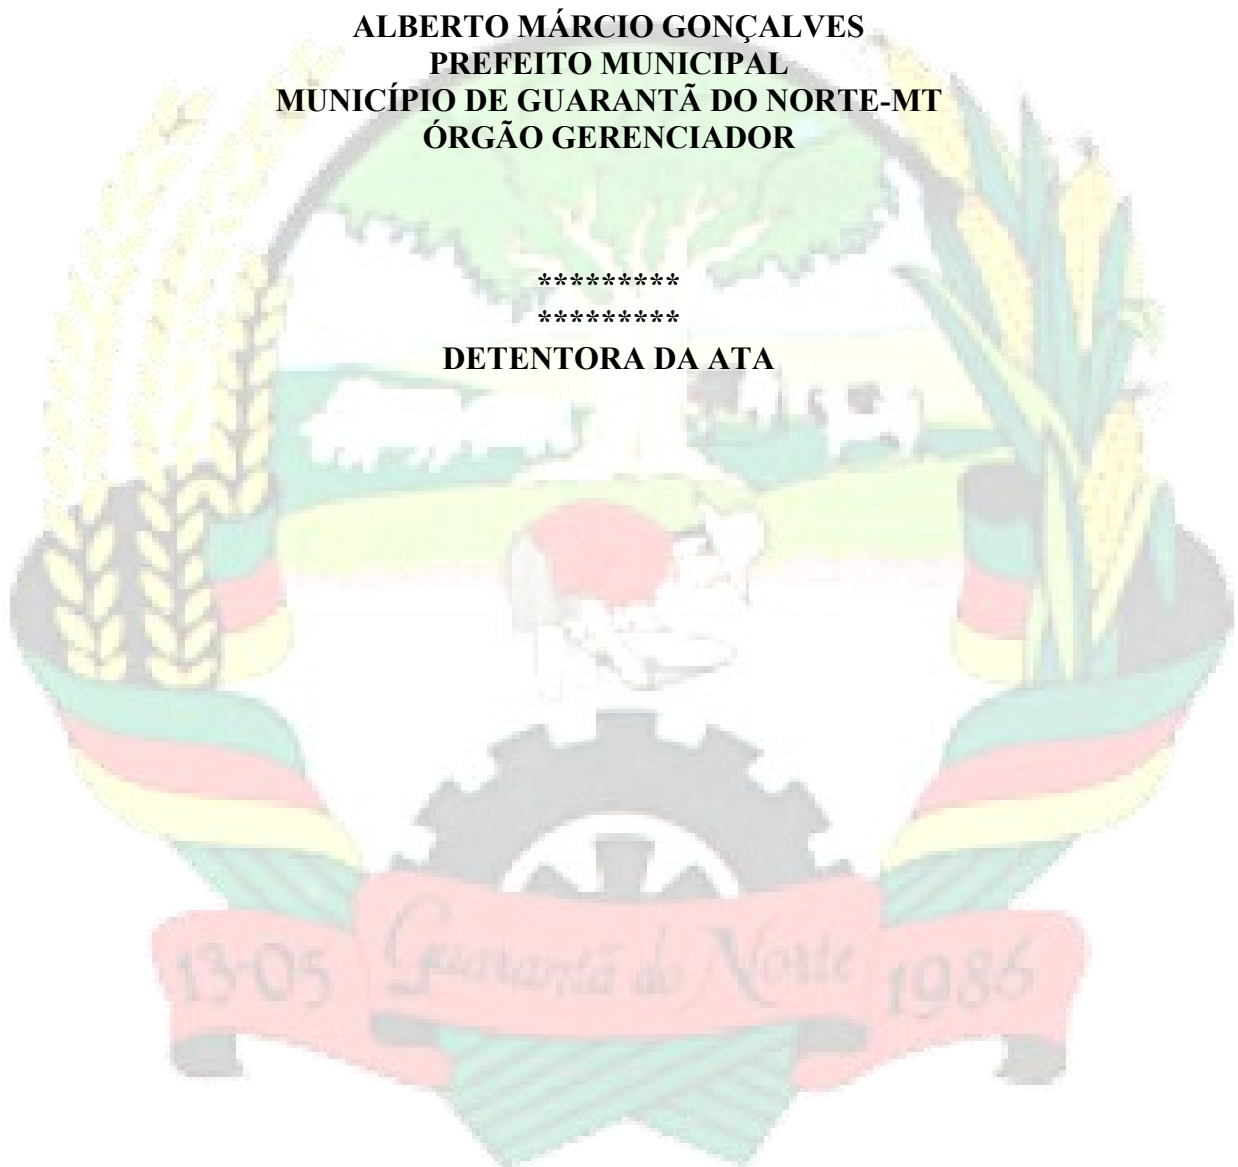 ALBERTO MÁRCIO GONÇALVES
PREFEITO MUNICIPAL
MUNICÍPIO DE GUARANTÃ DO NORTE-MT
ÓRGÃO GERENCIADOR
*********
*********
DETENTORA DA ATA
13-05 Guarantã do Norte 1986